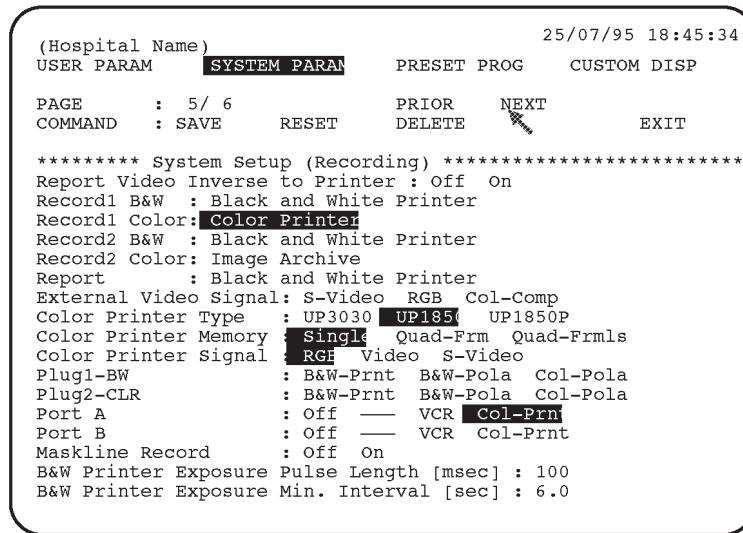 25/07/95 18:45:34
(Hospital Name)
USER PARAM SYSTEM PARAM PRESET PROG CUSTOM DISP
PAGE : 5/ 6 PRIOR NEXT
COMMAND : SAVE RESET DELETE EXIT
********* System Setup (Recording) **************************
Report Video Inverse to Printer : Off On
Record1 B&W : Black and White Printer
Record1 Color: Color Printer
Record2 B&W : Black and White Printer
Record2 Color: Image Archive
Report : Black and White Printer
External Video Signal: S-Video RGB Col-Comp
Color Printer Type : UP3030 UP1850 UP1850P
Color Printer Memory : Single Quad-Frm Quad-Frmls
Color Printer Signal : RGB Video S-Video
Plug1-BW : B&W-Prnt B&W-Pola Col-Pola
Plug2-CLR : B&W-Prnt B&W-Pola Col-Pola
Port A : Off —— VCR Col-Prnt
Port B : Off —— VCR Col-Prnt
Maskline Record : Off On
B&W Printer Exposure Pulse Length [msec] : 100
B&W Printer Exposure Min. Interval [sec] : 6.0